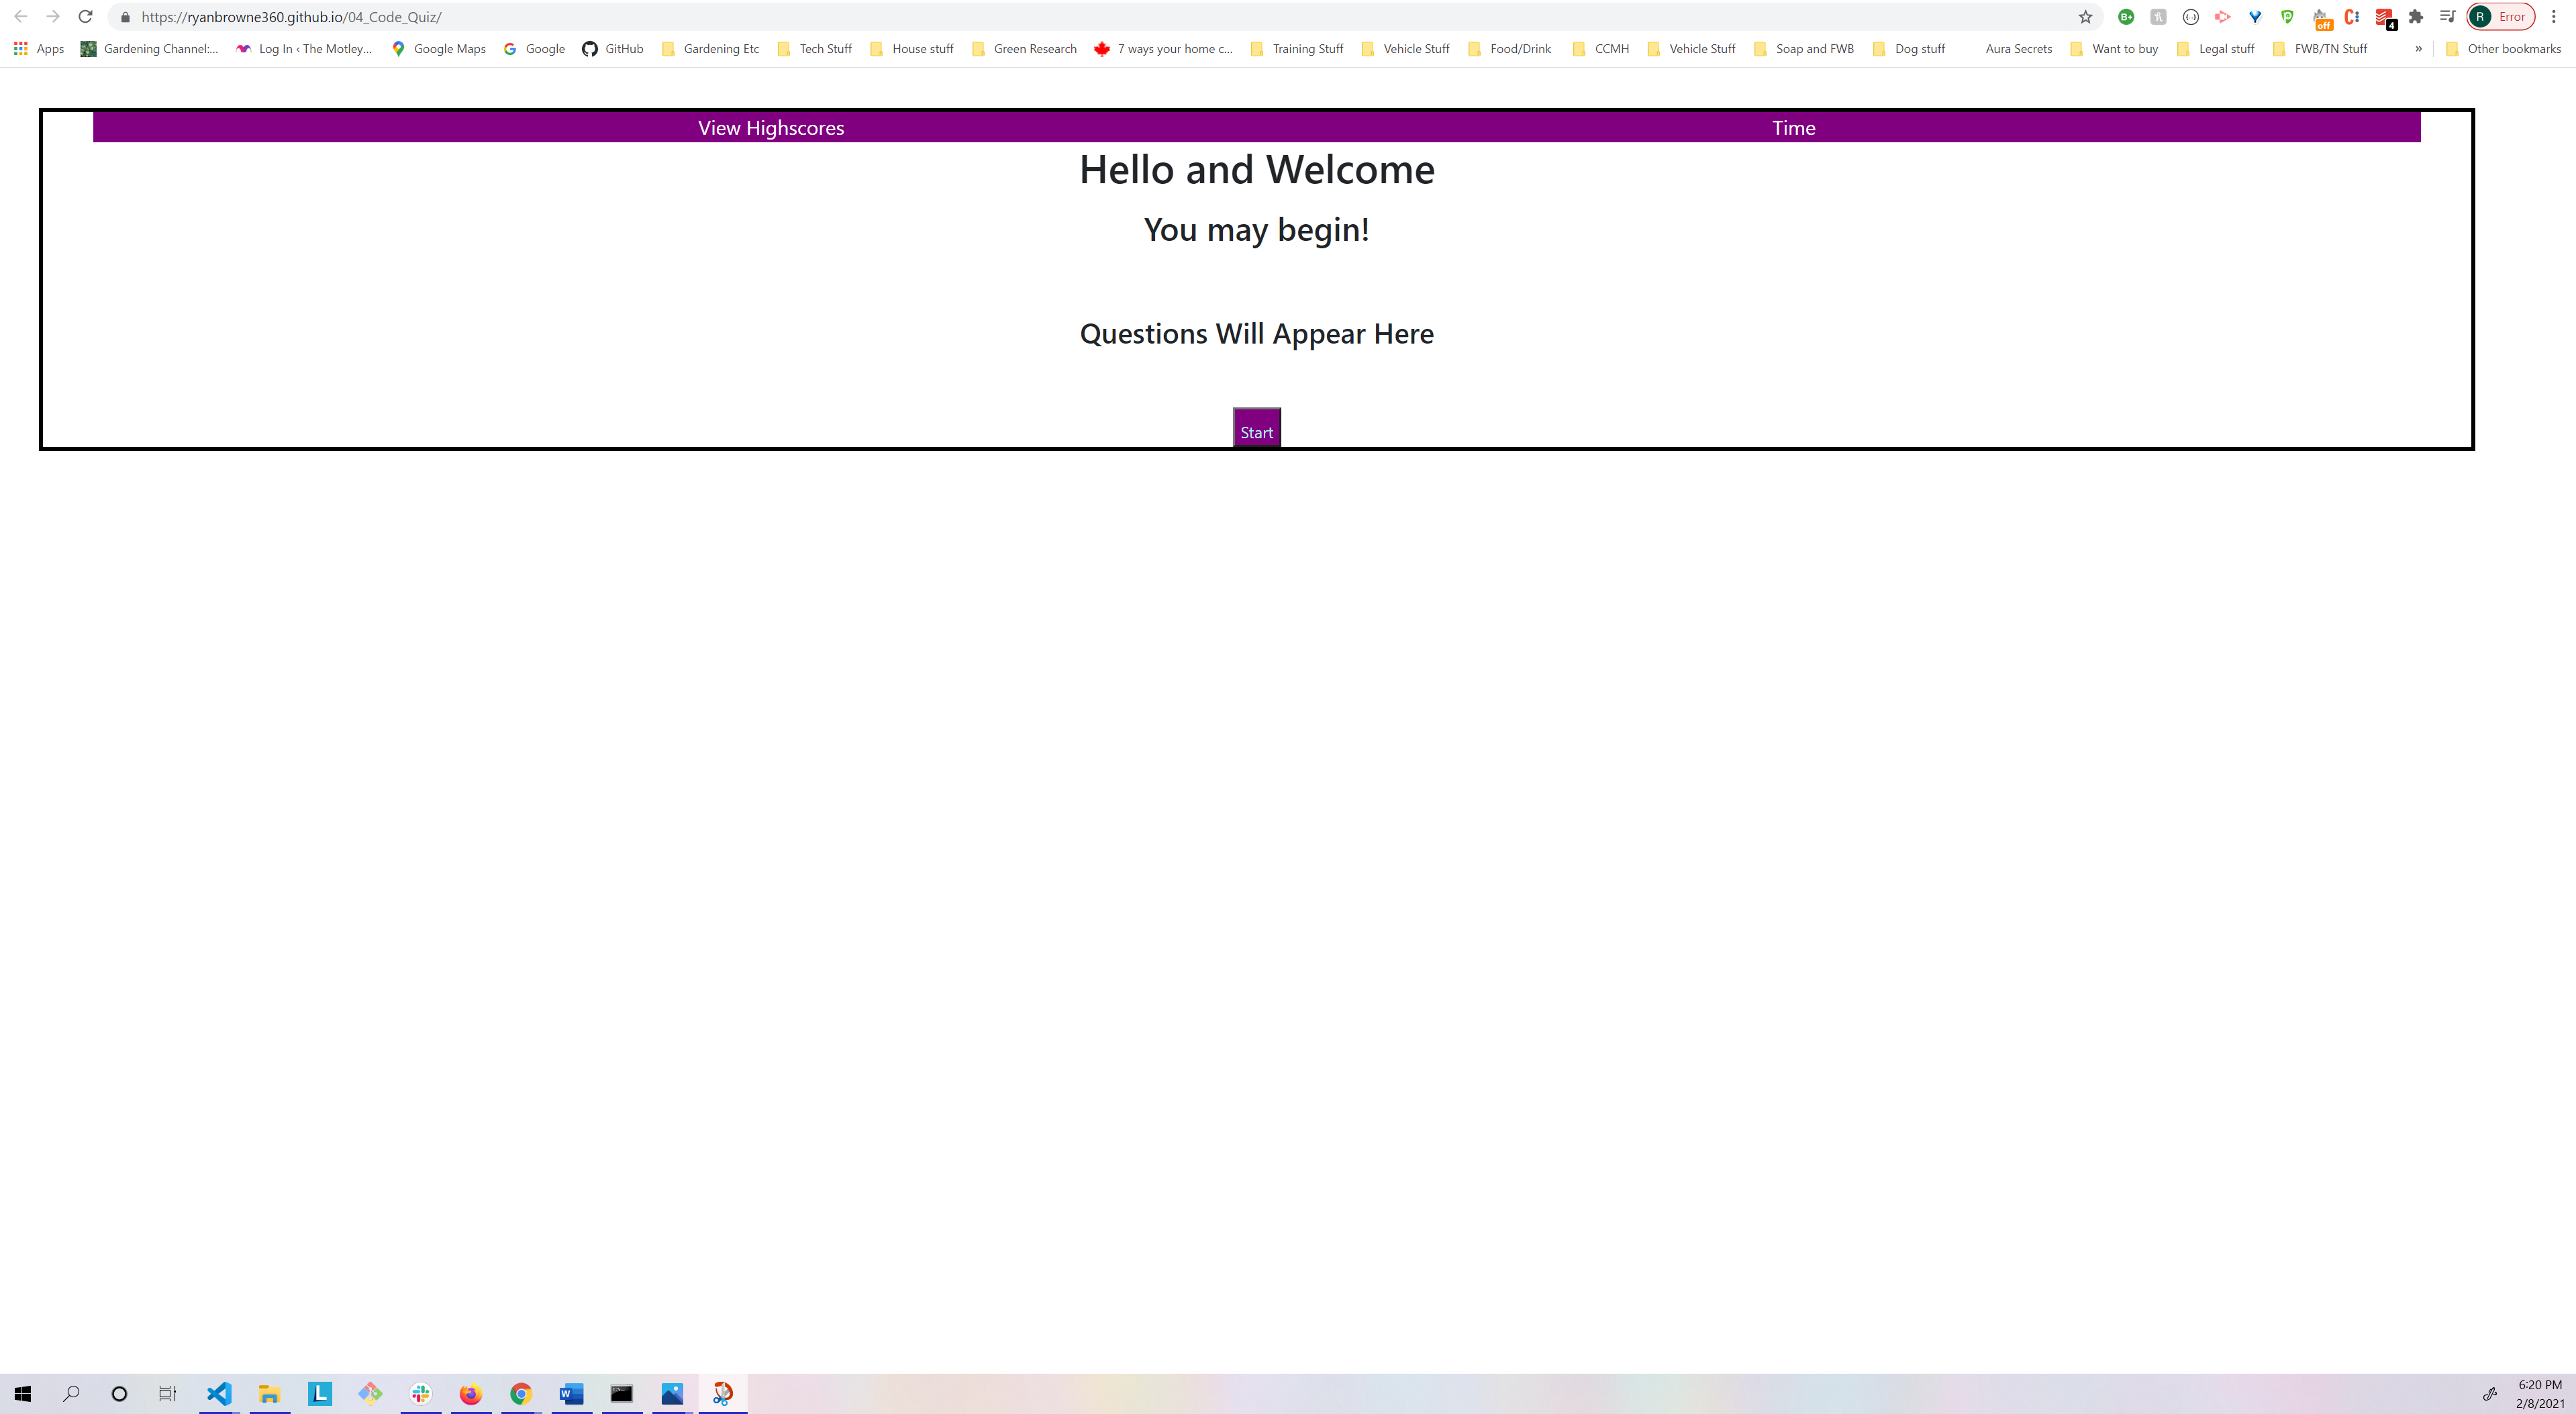 https://ryanbrowne360.github.io/04_Code_Quiz/
off
4
R Error
Apps Gardening Channel:... Log In ‹ The Motley... Google Maps Google GitHub Gardening Etc Tech Stuff House stuff Green Research 7 ways your home c... Training Stuff Vehicle Stuff Food/Drink CCMH Vehicle Stuff Soap and FWB Dog stuff Aura Secrets Want to buy Legal stuff FWB/TN Stuff » Other bookmarks
View Highscores Time
Hello and Welcome
You may begin!
Questions Will Appear Here
Start
6:20 PM
2/8/2021